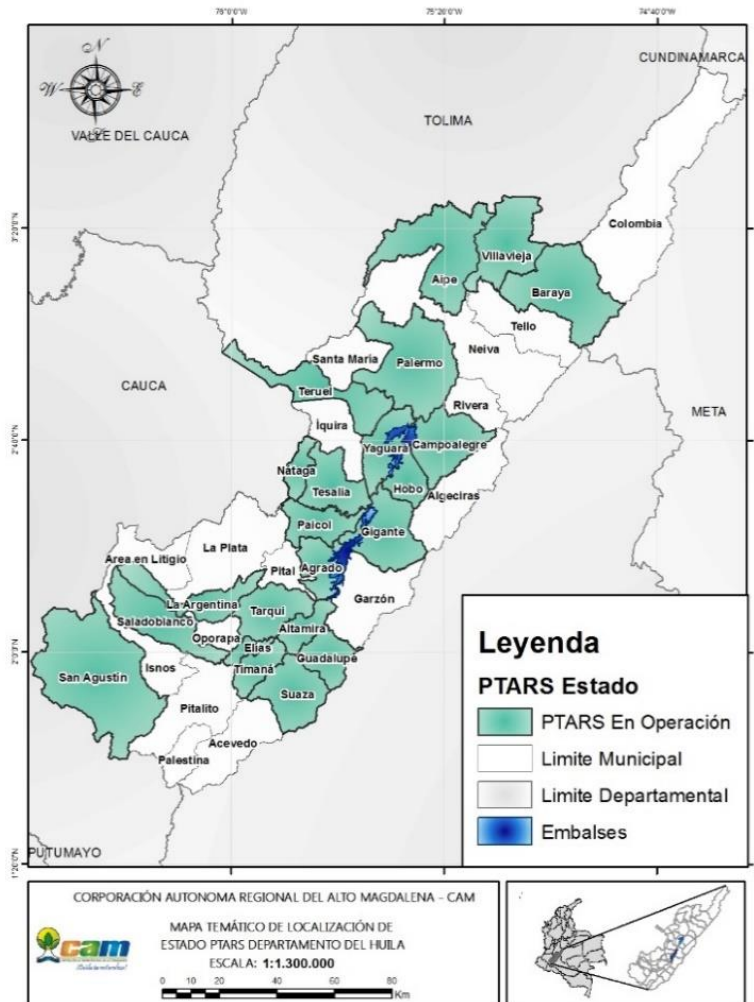 76°0'0"W 75°20'0"W 74°40'0"W
CUNDINAMARCA
N
W E
S
VALLE DEL CAUCA
TOLIMA
3°20'0"N
Colombia
Villavieja
Aipe
Baraya
Tello
Neiva
Santa María
Palermo
CAUCA
Teruel
Rivera
META
Íquira
2°40'0"N
Yaguará
Campoalegre
Nátaga
Tesalia
Hobo
Algeciras
Paicol
Gigante
La Plata
Area en Litigio
Pital
Agrado
Garzón
La Argentina
Tarqui
Saladoblanco
Altamira
Oporapa
2°0'0"N
Elías
Guadalupe
Isnos
Timaná
San Agustín
Suaza
Pitalito
Acevedo
Palestina
PUTUMAYO
1°20'0"N
Leyenda
PTARS Estado
PTARS En Operación
Limite Municipal
Limite Departamental
Embalses
CORPORACIÓN AUTONOMA REGIONAL DEL ALTO MAGDALENA - CAM
cam
MAPA TEMÁTICO DE LOCALIZACIÓN DE
ESTADO PTARS DEPARTAMENTO DEL HUILA
ESCALA: 1:1.300.000
0 10 20 40 60 80
Km